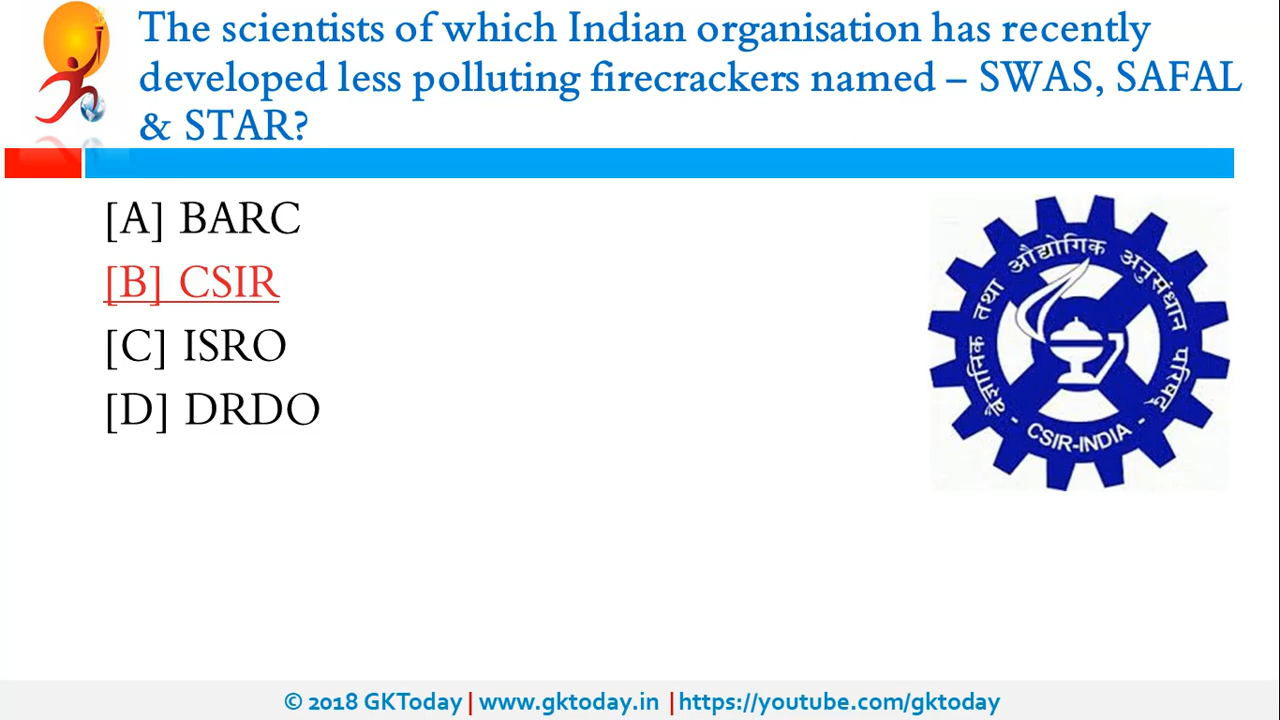 The scientists of which Indian organisation has recently
developed less polluting firecrackers named – SWAS, SAFAL
& STAR?
[A] BARC
[B] CSIR
[C] ISRO
[D] DRDO
वैज्ञानिक तथा औद्योगिक अनुसंधान परिषद्
- CSIR-INDIA -
© 2018 GKToday | www.gktoday.in | https://youtube.com/gktoday